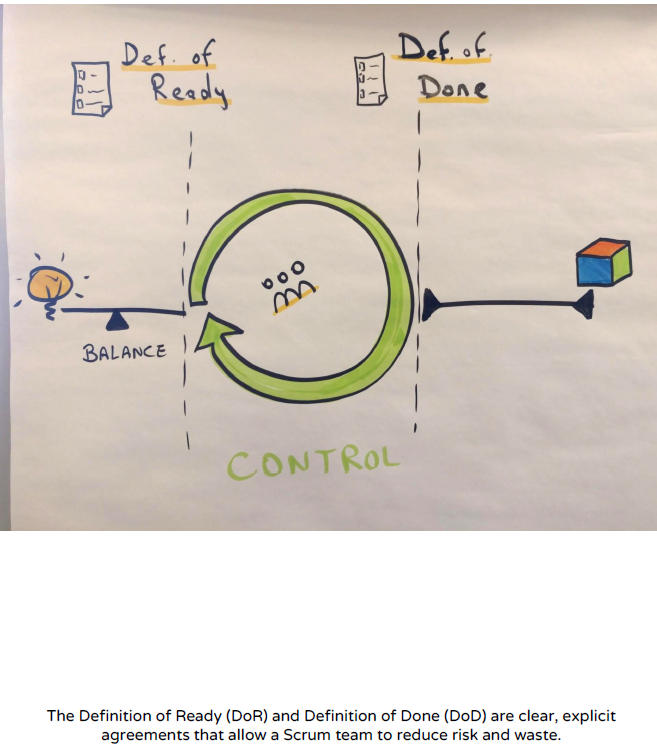 Def. of
Ready
Def. of
Done
BALANCE
CONTROL
The Definition of Ready (DoR) and Definition of Done (DoD) are clear, explicit
agreements that allow a Scrum team to reduce risk and waste.